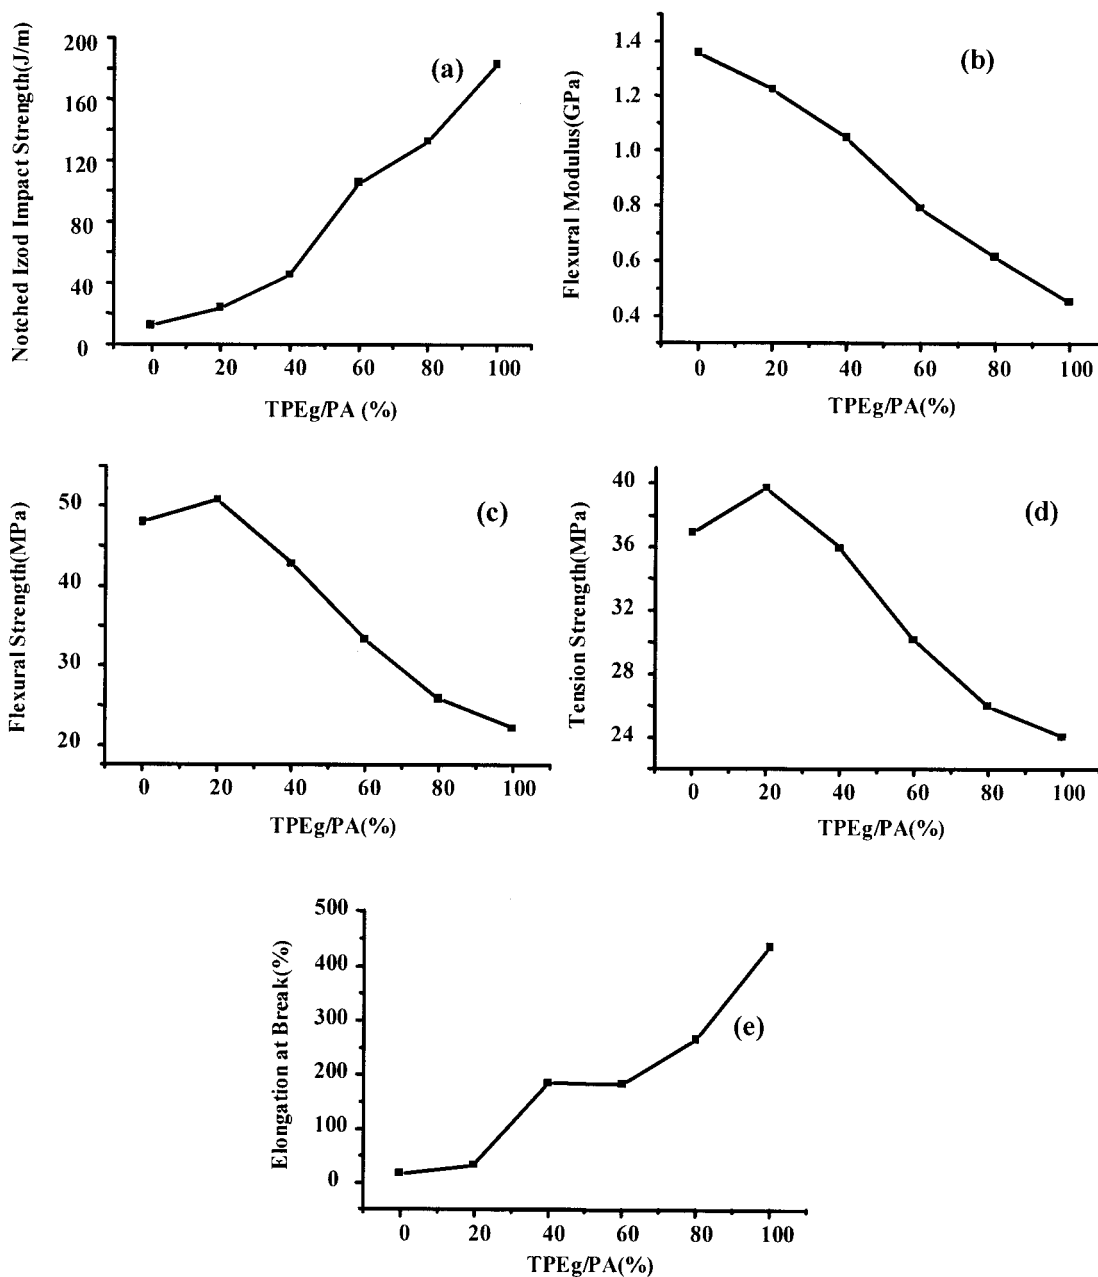 Notched Izod Impact Strength(J/m)
200
160
120
80
40
0
(a)
0 20 40 60 80 100
TPEg/PA (%)
Flexural Modulus(GPa)
1.4
1.2
1.0
0.8
0.6
0.4
(b)
0 20 40 60 80 100
TPEg/PA(%)
Flexural Strength(MPa)
50
40
30
20
(c)
0 20 40 60 80 100
TPEg/PA(%)
Tension Strength(MPa)
40
36
32
28
24
(d)
0 20 40 60 80 100
TPEg/PA(%)
Elongation at Break(%)
500
400
300
200
100
0
(e)
0 20 40 60 80 100
TPEg/PA(%)